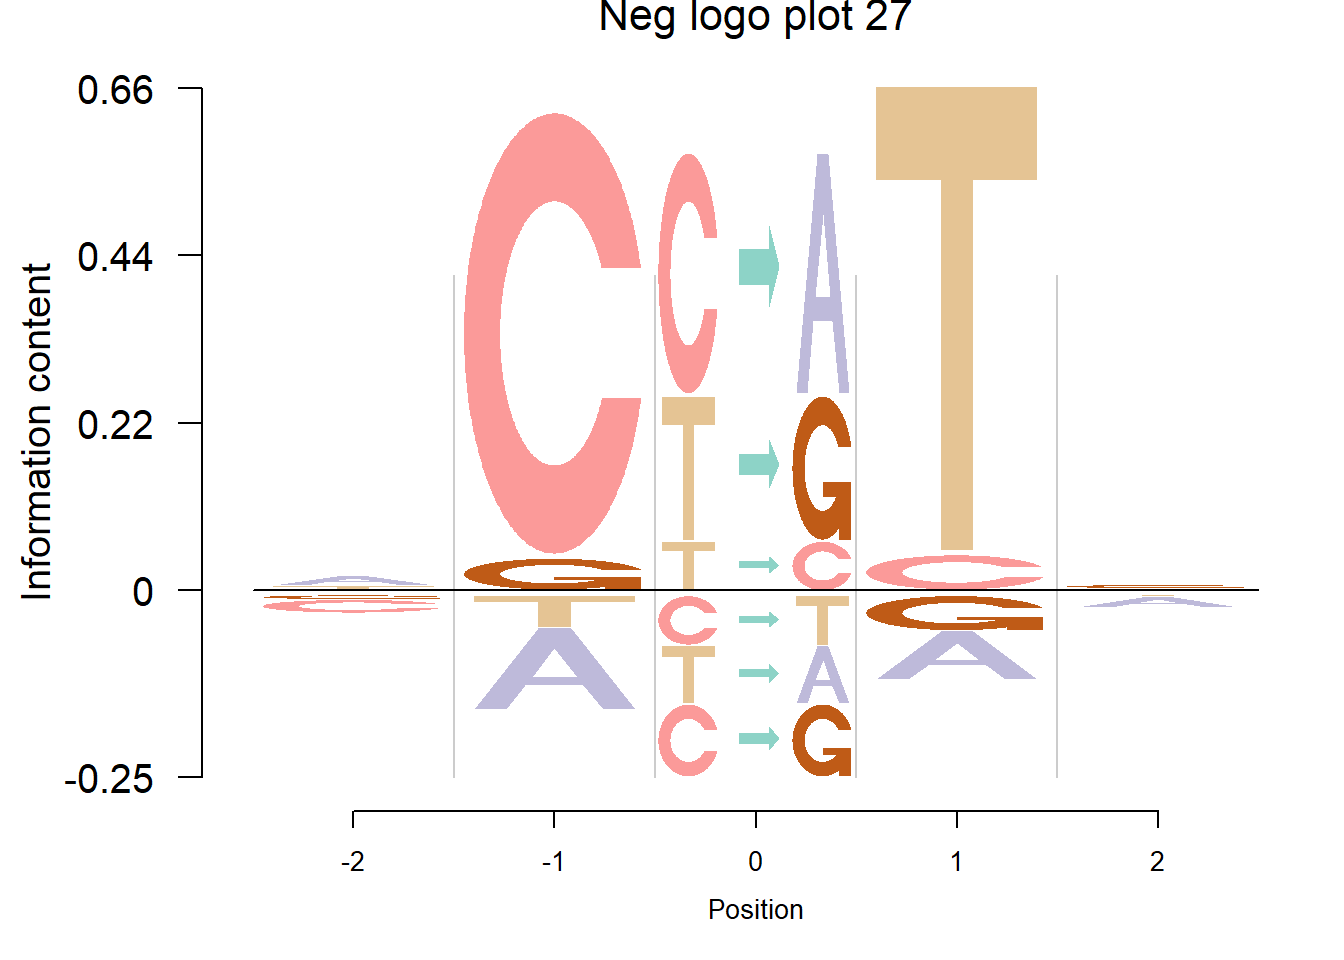 Neg logo plot 27
0.66
0.44
0.22
0
-0.25
Information content
A
C
C
G
T
A
C A
T G
T C
C T
T A
C G
T
C
G
A
A
-2 -1 0 1 2
Position